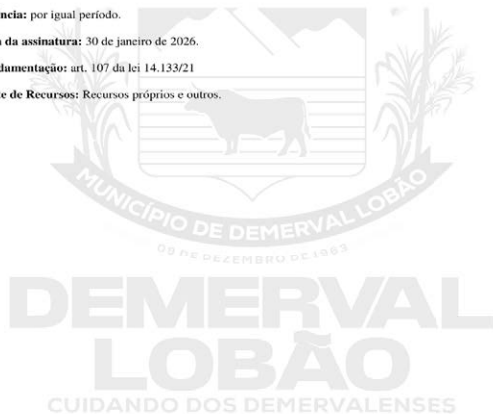 ncia: por igual período.
da assinatura: 30 de janeiro de 2026.
damentação: art. 107 da lei 14.133/21
te de Recursos: Recursos próprios e outros.
MUNICÍPIO DE DEMERVAL LOBÃO
09 DE DEZEMBRO DE 1963
DEMERVAL
LOBÃO
CUIDANDO DOS DEMERVALENSES